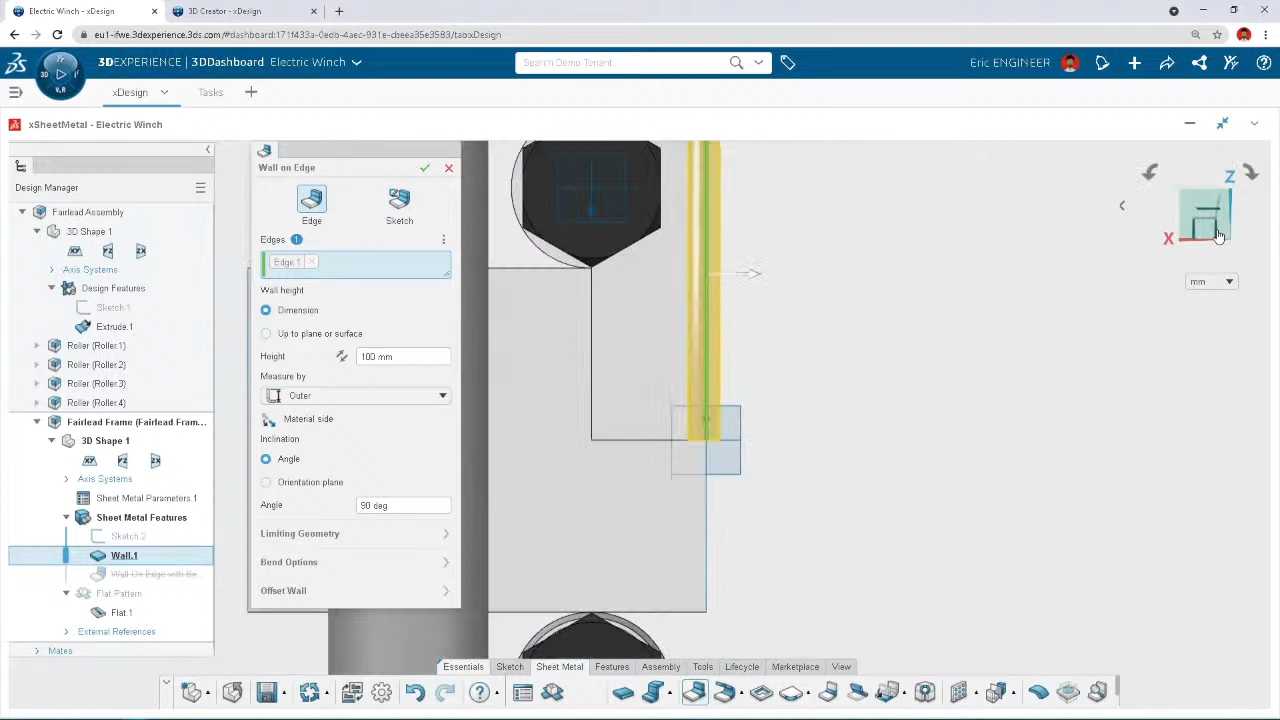 Electric Winch - xDesign
3D Creator - xDesign
3DEXPERIENCE | 3DDashboard Electric Winch
Search Demo Tenant
Eric ENGINEER
xDesign
Tasks
xSheetMetal - Electric Winch
Design Manager
Fairlead Assembly
3D Shape 1
Axis Systems
Design Features
Sketch.1
Extrude.1
Roller (Roller.1)
Roller (Roller.2)
Roller (Roller.3)
Roller (Roller.4)
Fairlead Frame (Fairlead Fram...
3D Shape 1
Axis Systems
Sheet Metal Parameters.1
Sheet Metal Features
Sketch.2
Wall.1
Wall On Edge with Be...
Flat Pattern
Flat.1
External References
Mates
Wall on Edge
Edge
Sketch
Edges 1
Edge.1
Wall height
Dimension
Up to plane or surface
Height
100 mm
Measure by
Outer
Material side
Inclination
Angle
Orientation plane
Angle
90 deg
Limiting Geometry
Bend Options
Offset Wall
Z
X
mm
Essentials
Sketch
Sheet Metal
Features
Assembly
Tools
Lifecycle
Marketplace
View